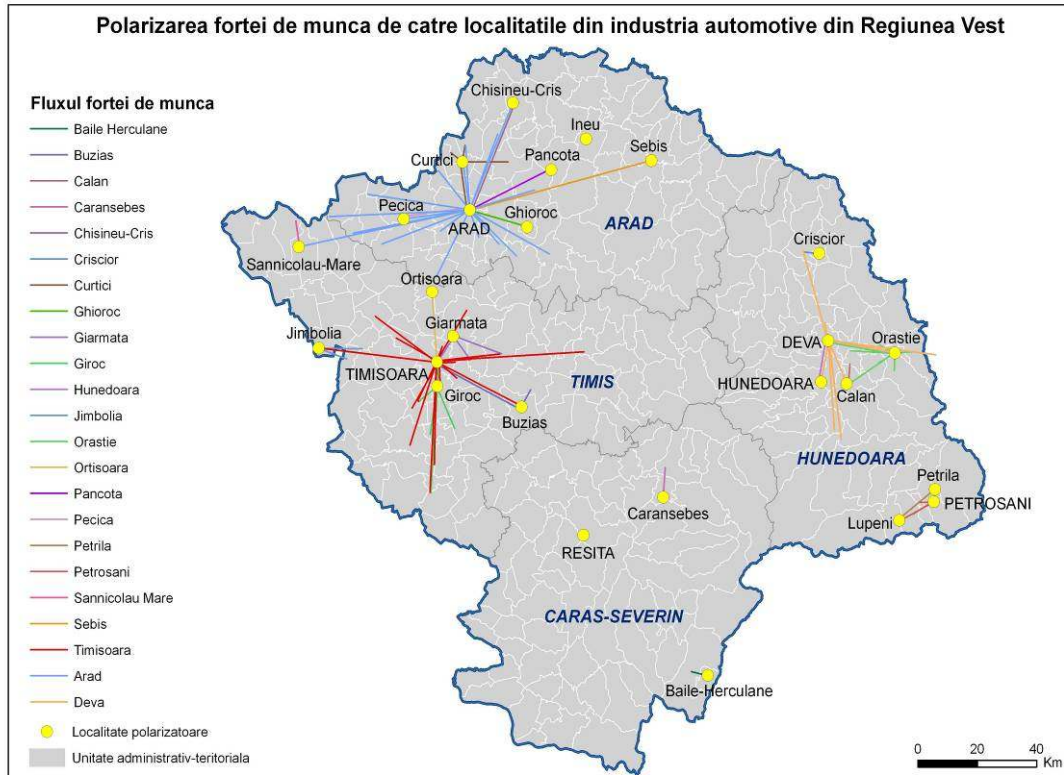 Polarizarea fortei de munca de catre localitatile din industria automotive din Regiunea Vest
Fluxul fortei de munca
Baile Herculane
Buzias
Calan
Caransebes
Chisineu-Cris
Criscior
Curtici
Ghioroc
Giarmata
Giroc
Hunedoara
Jimbolia
Orastie
Ortisoara
Pancota
Pecica
Petrila
Petrosani
Sannicolau Mare
Sebis
Timisoara
Arad
Deva
Localitate polarizatoare
Unitate administrativ-teritoriala
Chisineu-Cris
Ineu
Sebis
Curtici
Pancota
Pecica
ARAD
Ghioroc
ARAD
Sannicolau-Mare
Criscior
Ortisoara
Giarmata
Jimbolia
TIMISOARA
Giroc
Buzias
TIMIS
DEVA
Orastie
HUNEDOARA
Calan
HUNEDOARA
Petrila
PETROSANI
Lupeni
Caransebes
RESITA
CARAS-SEVERIN
Baile-Herculane
0 20 40
Km